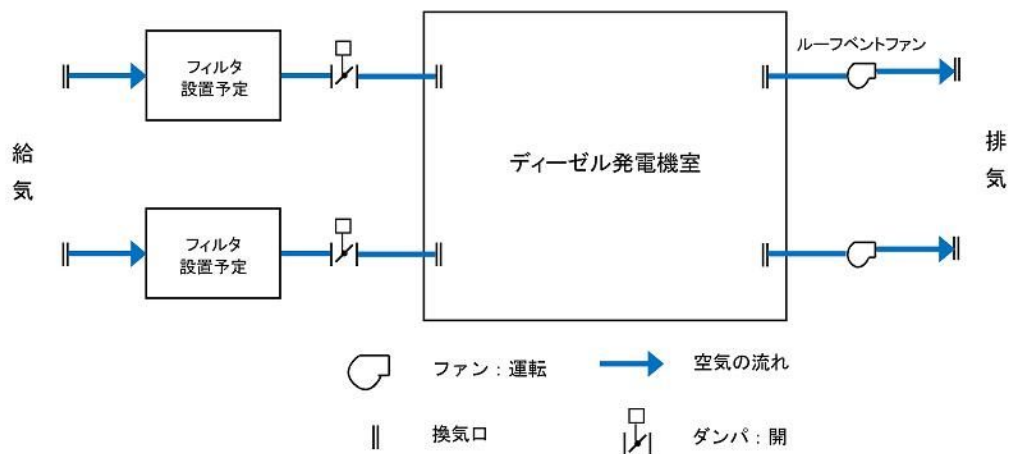 ルーフベントファン
フィルタ
設置予定
給
気
ディーゼル発電機室
排
気
フィルタ
設置予定
ファン：運転
空気の流れ
換気口
ダンパ：開